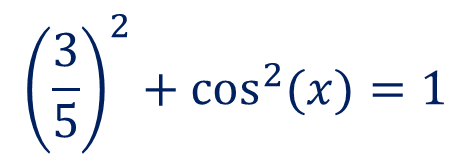 (3/5)² + cos²(x) = 1